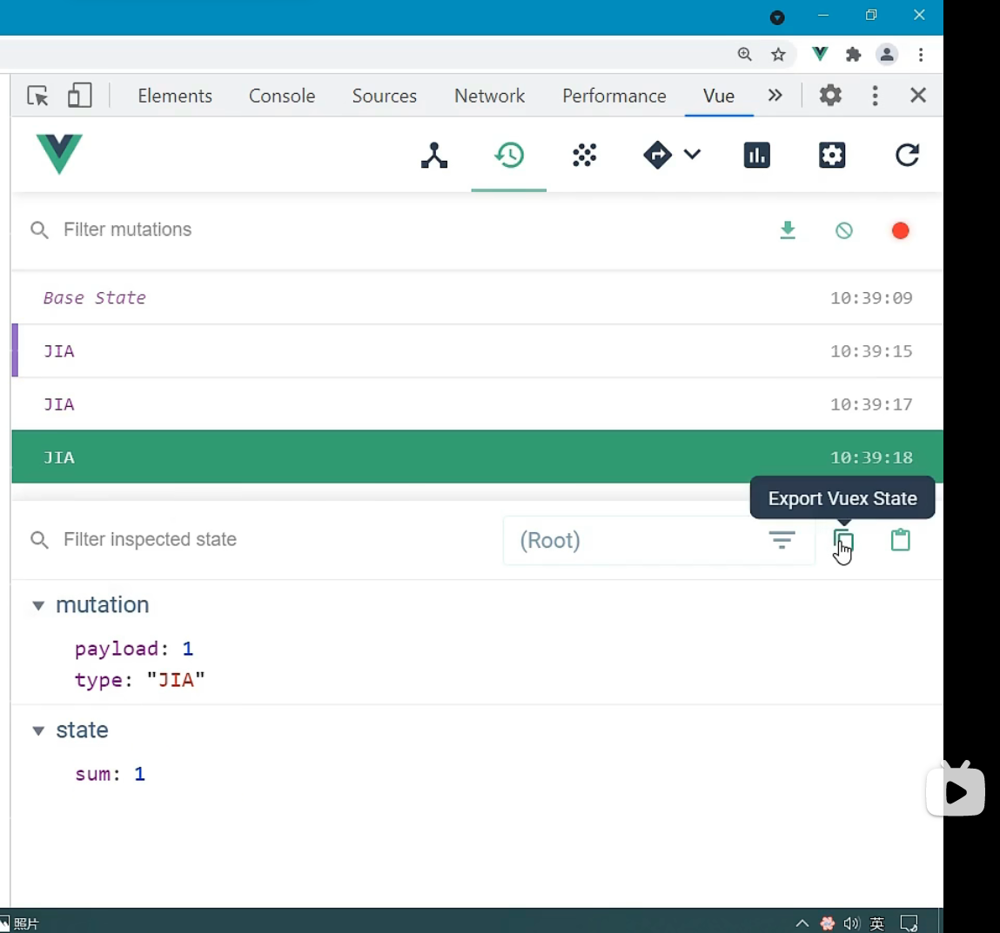 Elements Console Sources Network Performance Vue
Filter mutations
Base State 10:39:09
JIA 10:39:15
JIA 10:39:17
JIA 10:39:18
Export Vuex State
Filter inspected state (Root)
mutation
payload: 1
type: "JIA"
state
sum: 1
照片 英